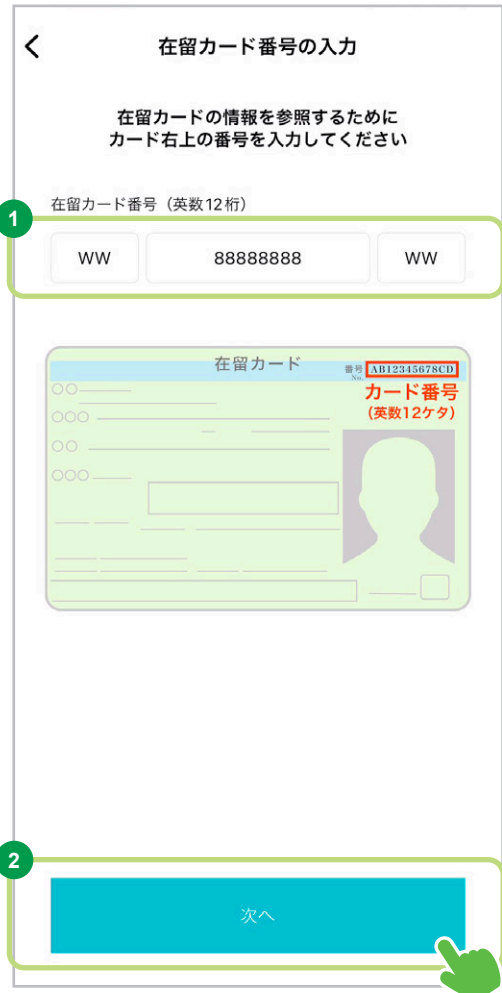 在留カード番号の入力
在留カードの情報を参照するために
カード右上の番号を入力してください
在留カード番号（英数12桁）
1
WW 88888888 WW
在留カード
番号 AB12345678CD
No.
カード番号
（英数12ケタ）
2
次へ